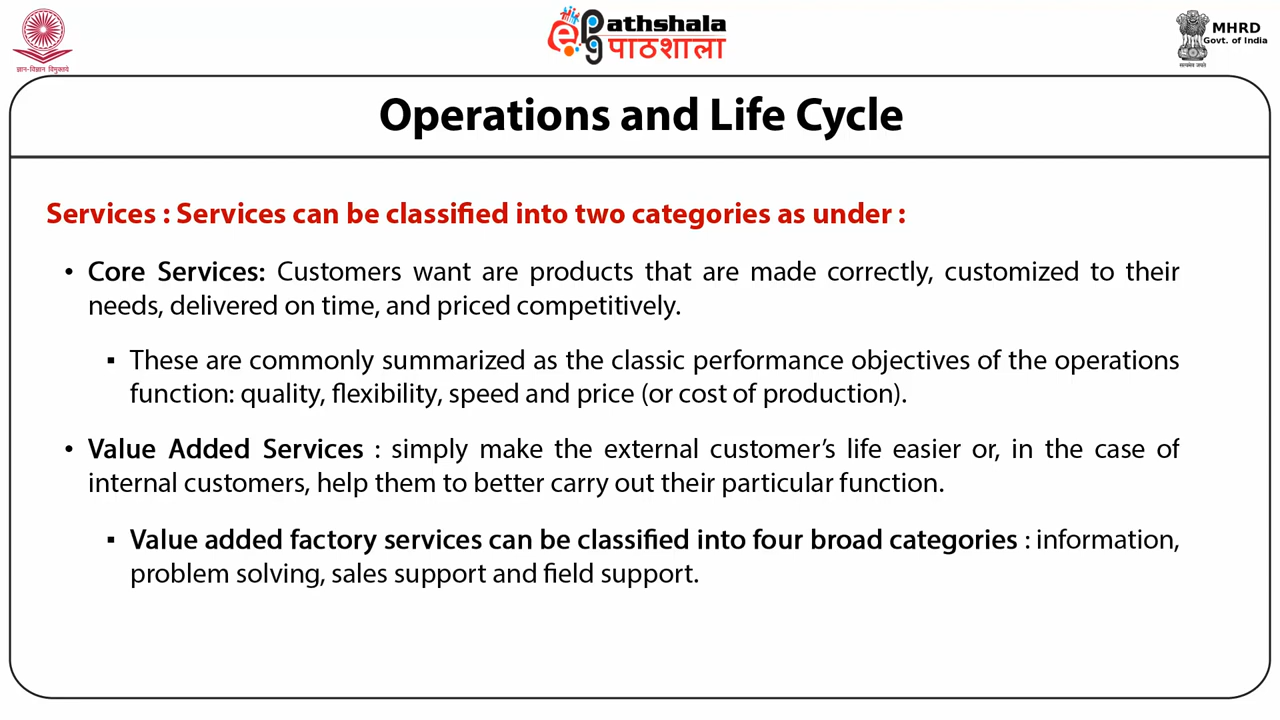 ज्ञान-विज्ञान विमुक्तये
ePathshala
पाठशाला
MHRD
Govt. of India
सत्यमेव जयते
Operations and Life Cycle
Services : Services can be classified into two categories as under :
• Core Services: Customers want are products that are made correctly, customized to their
needs, delivered on time, and priced competitively.
▪ These are commonly summarized as the classic performance objectives of the operations
function: quality, flexibility, speed and price (or cost of production).
• Value Added Services : simply make the external customer’s life easier or, in the case of
internal customers, help them to better carry out their particular function.
▪ Value added factory services can be classified into four broad categories : information,
problem solving, sales support and field support.